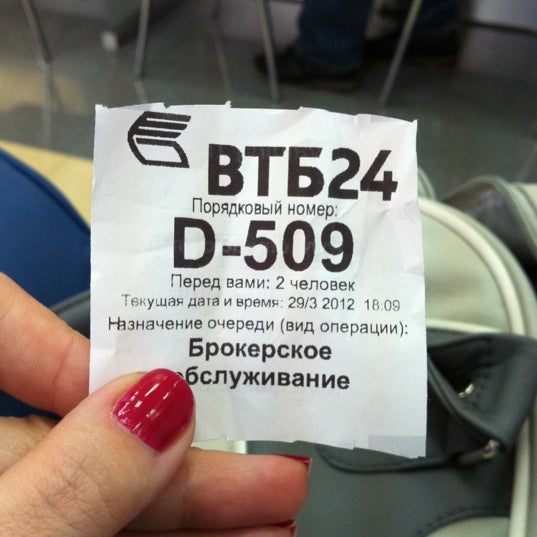 ВТБ24
Порядковый номер:
D-509
Перед вами: 2 человек
Текущая дата и время: 29/3 2012 18:09
Назначение очереди (вид операции):
Брокерское
обслуживание